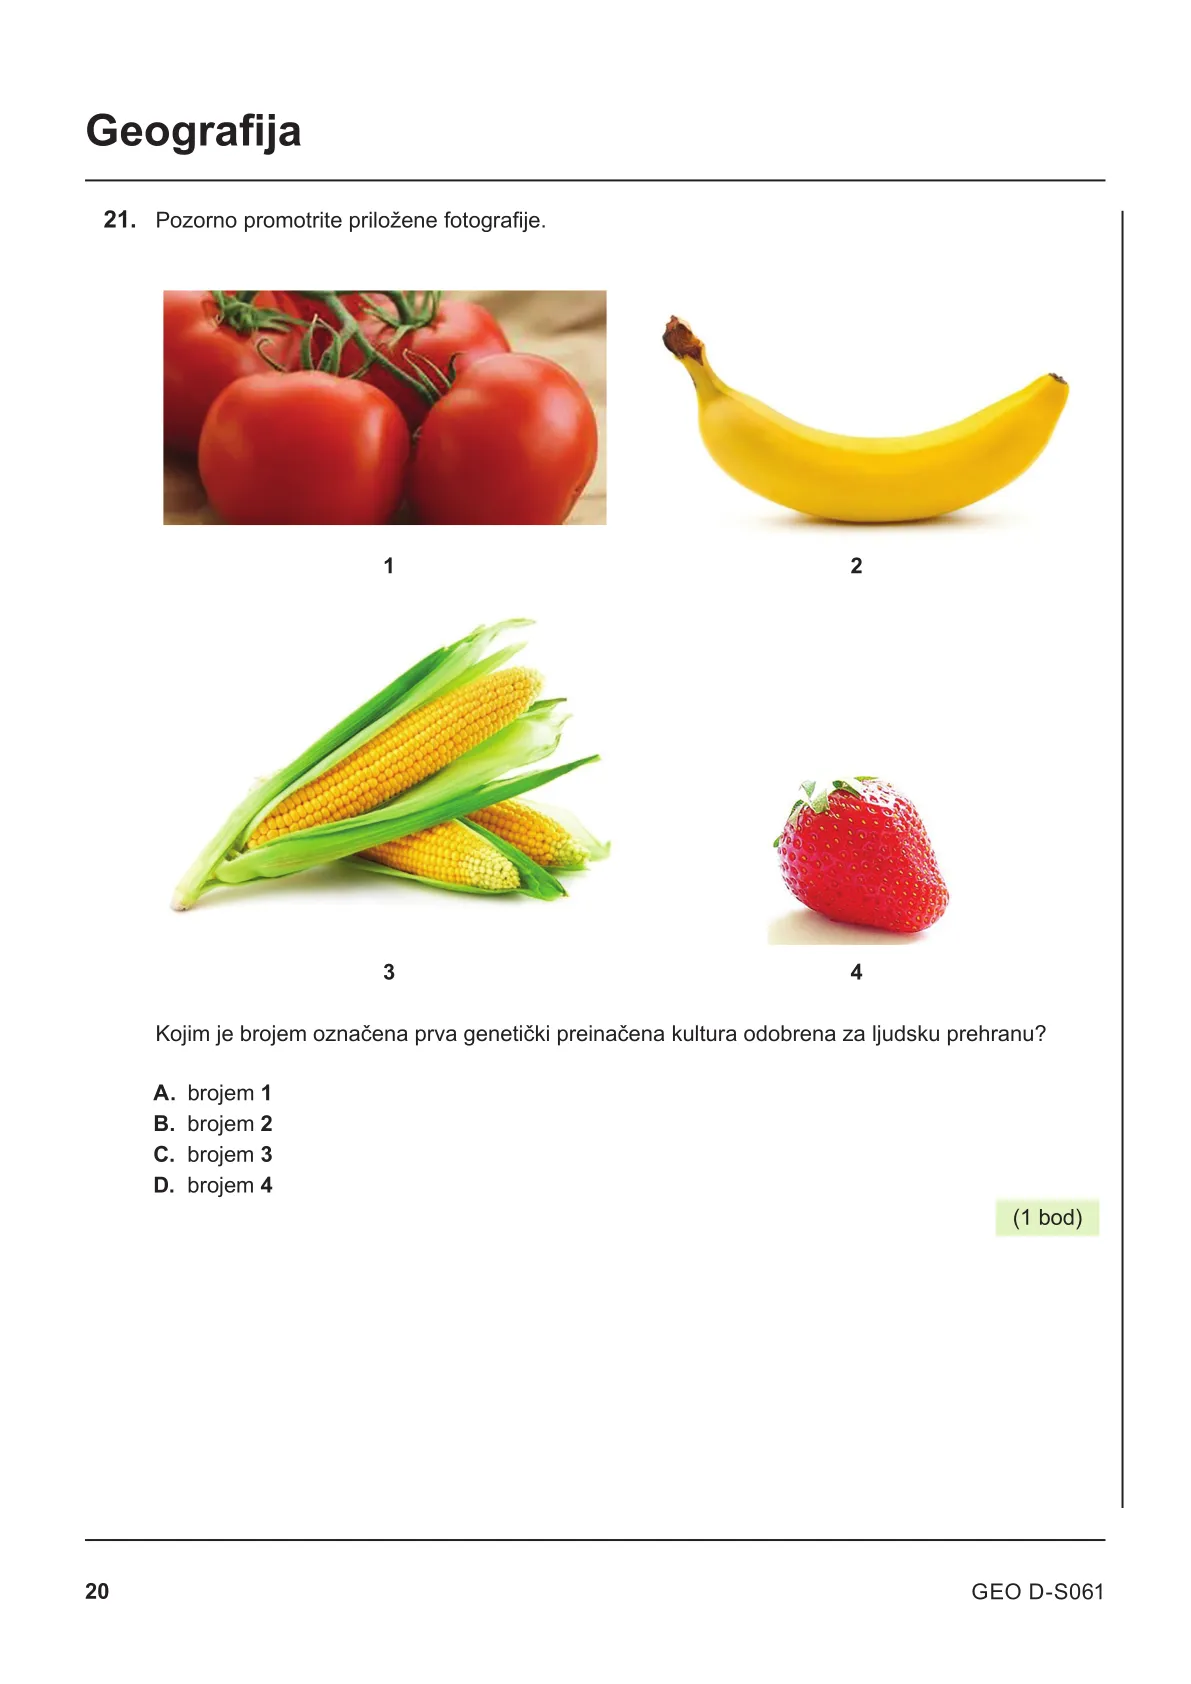 Geografija
21. Pozorno promotrite priložene fotografije.
1
2
3
4
Kojim je brojem označena prva genetički preinačena kultura odobrena za ljudsku prehranu?
A. brojem 1
B. brojem 2
C. brojem 3
D. brojem 4
(1 bod)
20
GEO D-S061